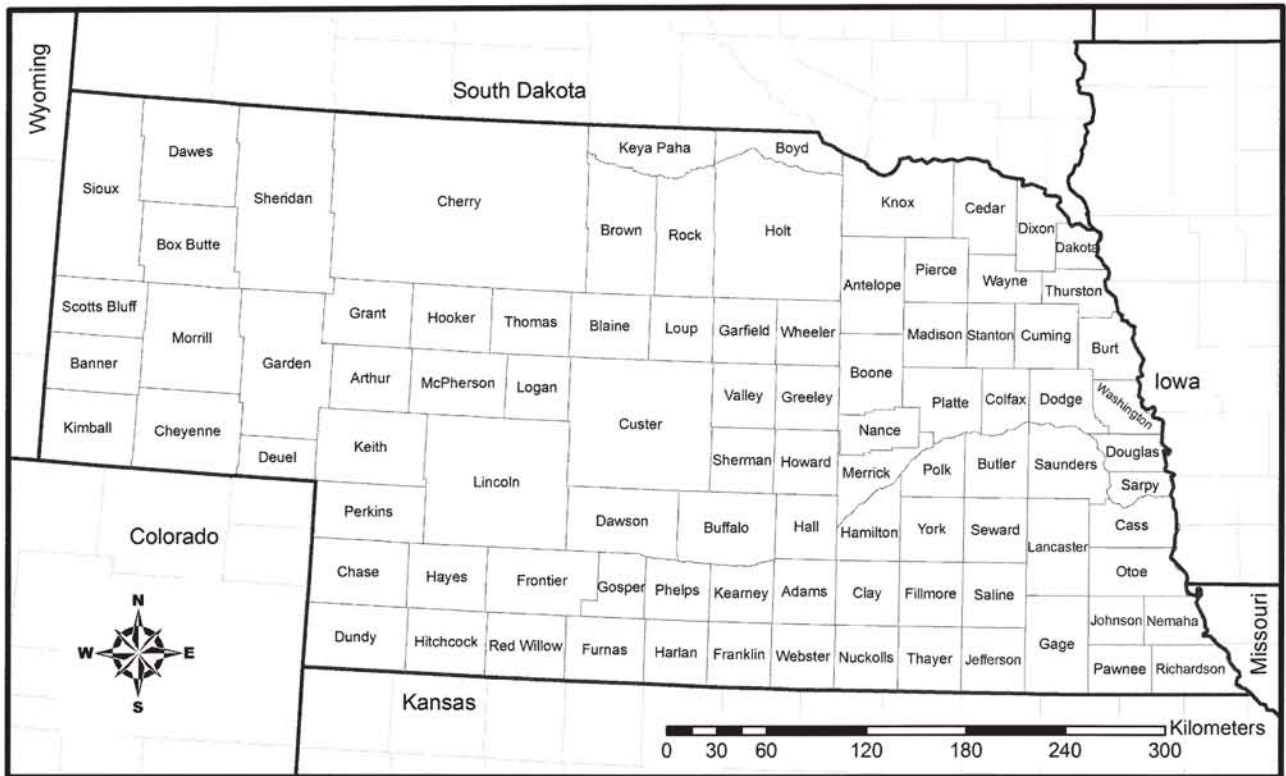 Wyoming
South Dakota
Dawes
Keya Paha
Boyd
Sioux
Sheridan
Cherry
Knox
Cedar
Dixon
Box Butte
Brown
Rock
Holt
Dakota
Pierce
Antelope
Wayne
Thurston
Scotts Bluff
Morrill
Garden
Grant
Hooker
Thomas
Blaine
Loup
Garfield
Wheeler
Madison
Stanton
Cuming
Burt
Banner
Arthur
McPherson
Logan
Boone
Iowa
Valley
Greeley
Platte
Colfax
Dodge
Washington
Kimball
Cheyenne
Keith
Custer
Nance
Deuel
Lincoln
Sherman
Howard
Merrick
Polk
Butler
Saunders
Douglas
Sarpy
Perkins
Dawson
Buffalo
Hall
Hamilton
York
Seward
Lancaster
Cass
Colorado
Otoe
Chase
Hayes
Frontier
Gosper
Phelps
Kearney
Adams
Clay
Fillmore
Saline
Johnson
Nemaha
Gage
Dundy
Hitchcock
Red Willow
Furnas
Harlan
Franklin
Webster
Nuckolls
Thayer
Jefferson
Pawnee
Richardson
Missouri
N
W
E
S
Kansas
Kilometers
0 30 60 120 180 240 300